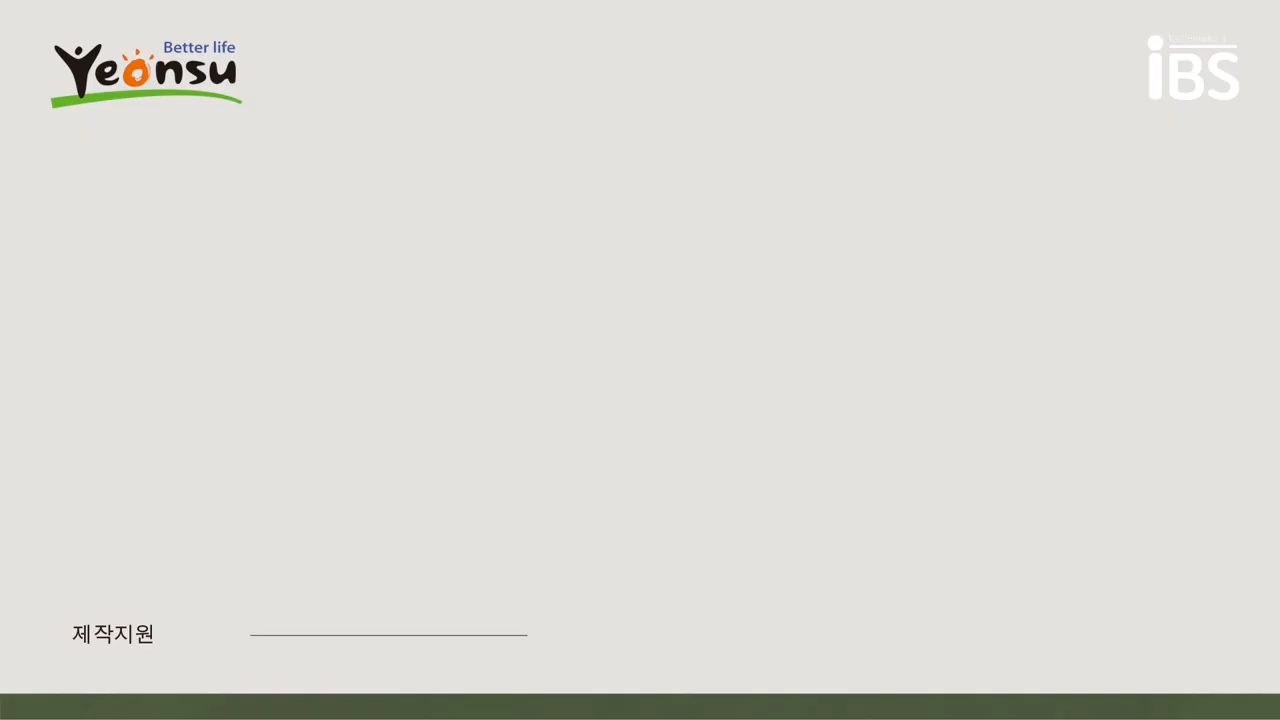 Better life
Yeonsu
iBS
제작지원